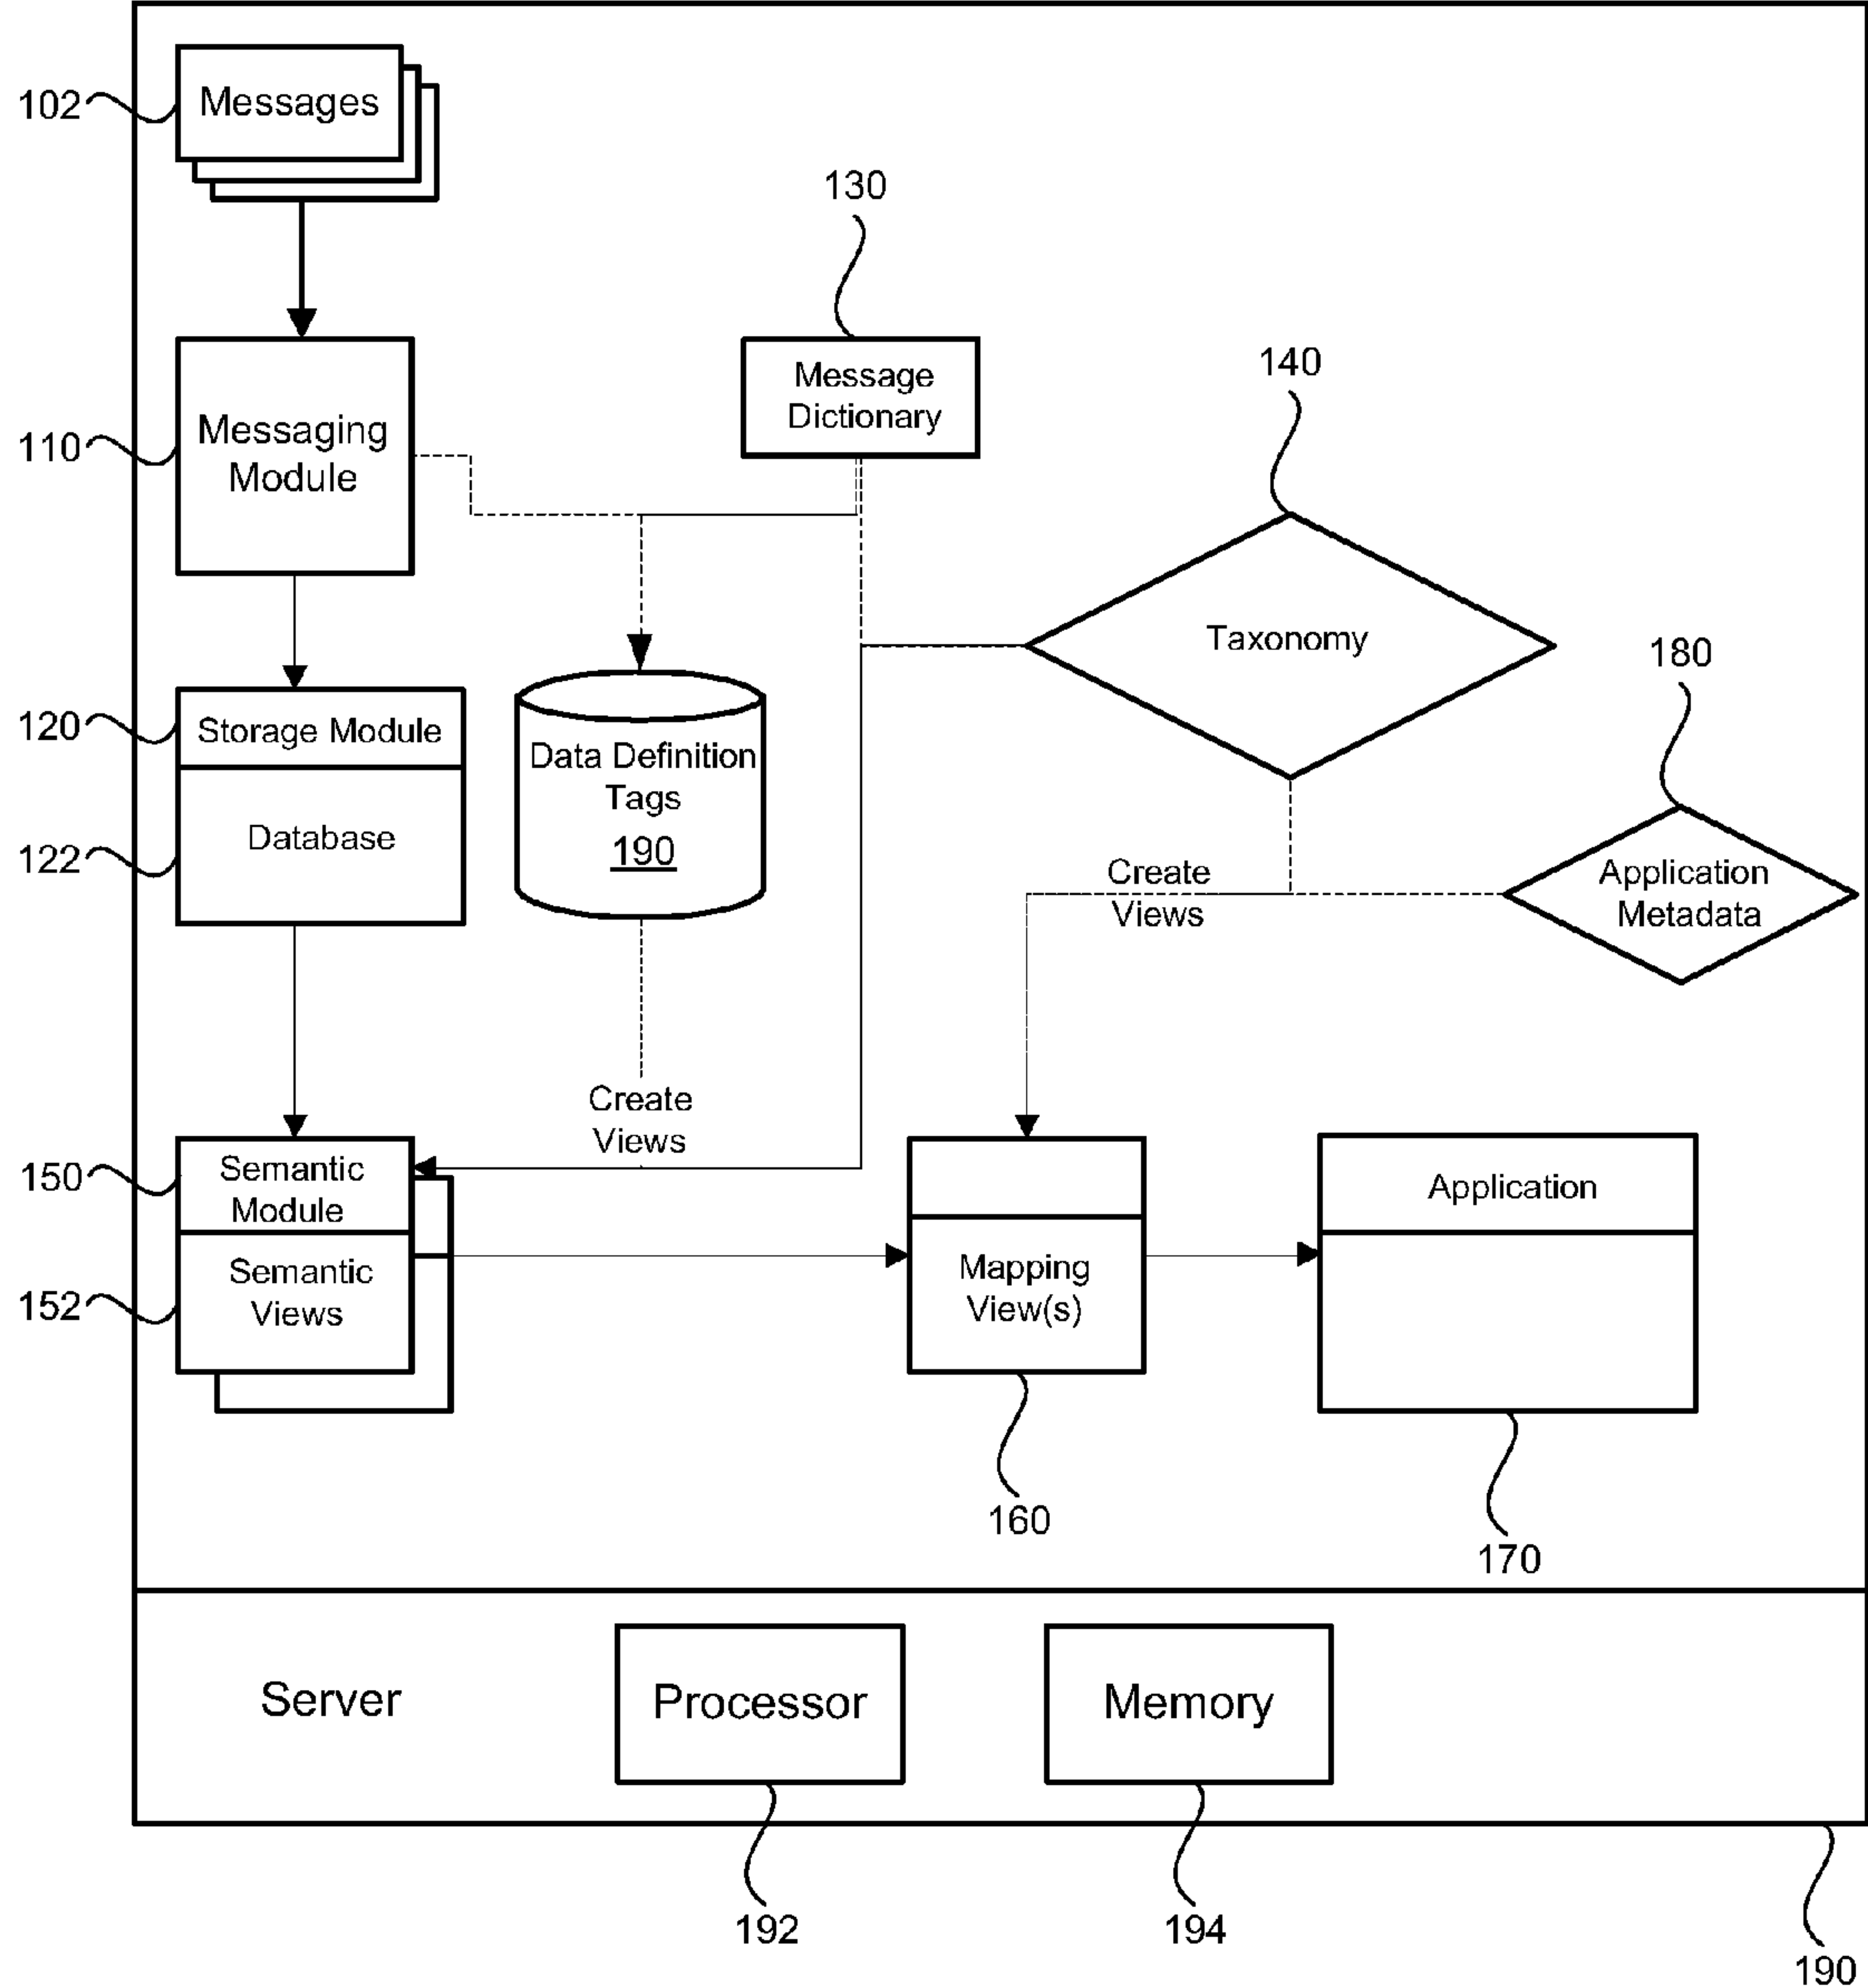 102
Messages
130
Message
Dictionary
140
110
Messaging
Module
Taxonomy
180
120
Storage Module
Data Definition
Tags
190
122
Database
Create
Views
Application
Metadata
Create
Views
150
Semantic
Module
Application
152
Semantic
Views
Mapping
View(s)
160
170
Server
Processor
Memory
192
194
190